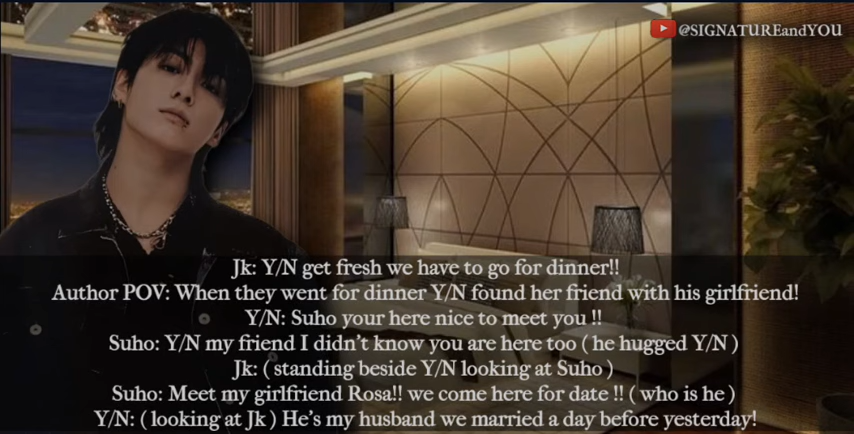 @SIGNATUREandYOU
Jk: Y/N get fresh we have to go for dinner!!
Author POV: When they went for dinner Y/N found her friend with his girlfriend!
Y/N: Suho your here nice to meet you !!
Suho: Y/N my friend I didn't know you are here too ( he hugged Y/N )
Jk: ( standing beside Y/N looking at Suho )
Suho: Meet my girlfriend Rosa!! we come here for date !! ( who is he )
Y/N: ( looking at Jk ) He's my husband we married a day before yesterday!